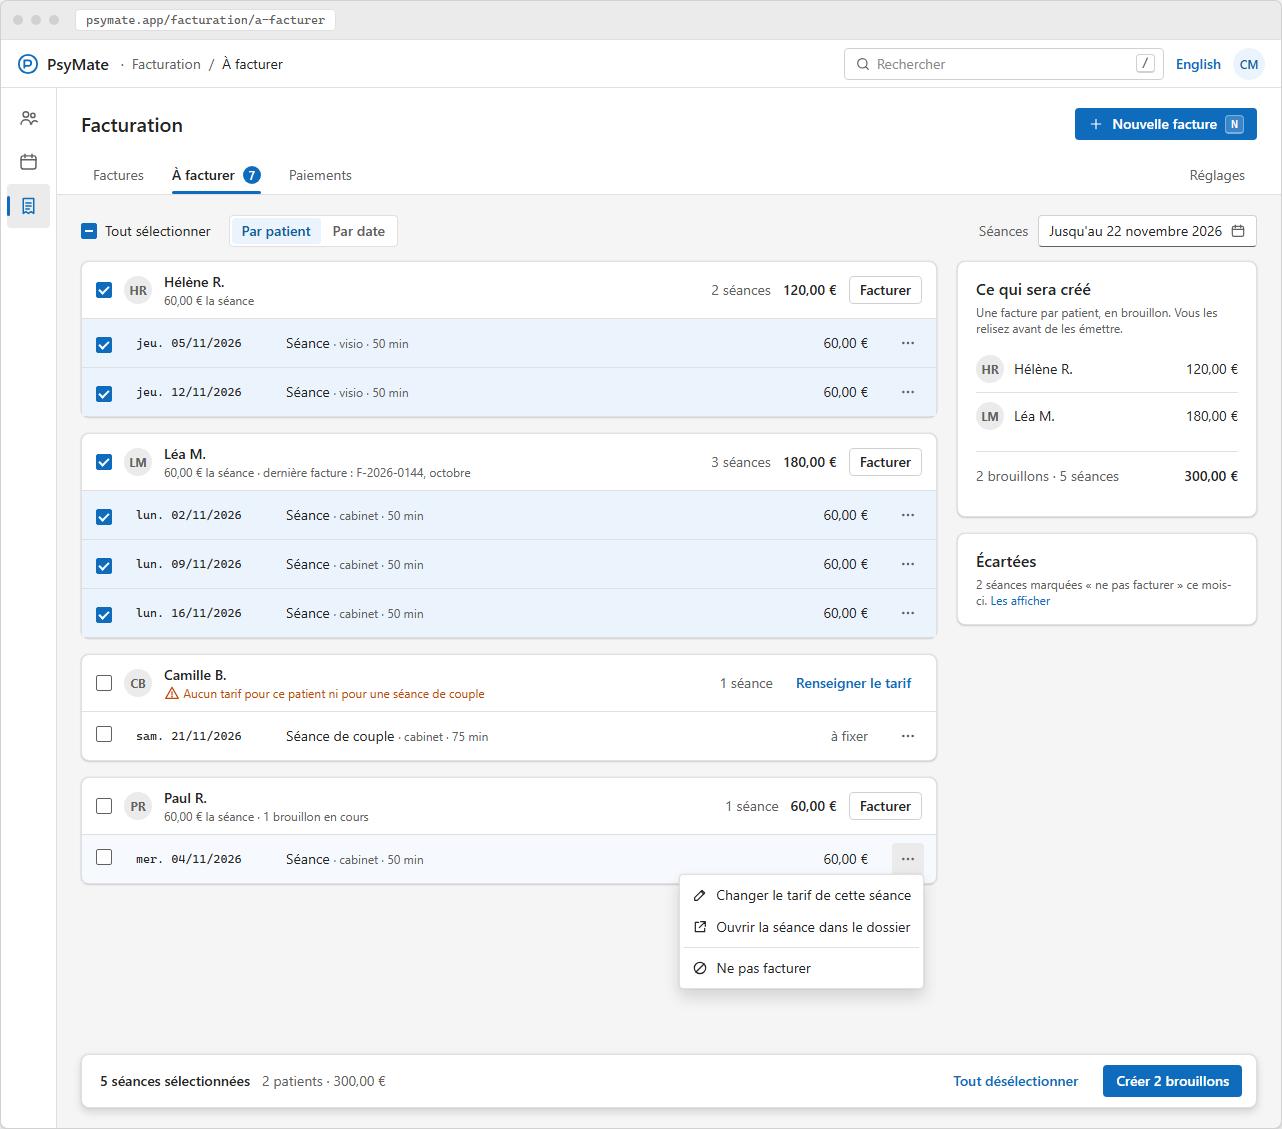 psymate.app/facturation/a-facturer
PsyMate · Facturation / À facturer
Rechercher /
English
CM
Facturation
+ Nouvelle facture N
Factures
À facturer 7
Paiements
Réglages
Tout sélectionner
Par patient
Par date
Séances
Jusqu'au 22 novembre 2026
HR
Hélène R.
60,00 € la séance
2 séances 120,00 € Facturer
jeu. 05/11/2026 Séance · visio · 50 min 60,00 € ···
jeu. 12/11/2026 Séance · visio · 50 min 60,00 € ···
LM
Léa M.
60,00 € la séance · dernière facture : F-2026-0144, octobre
3 séances 180,00 € Facturer
lun. 02/11/2026 Séance · cabinet · 50 min 60,00 € ···
lun. 09/11/2026 Séance · cabinet · 50 min 60,00 € ···
lun. 16/11/2026 Séance · cabinet · 50 min 60,00 € ···
CB
Camille B.
Aucun tarif pour ce patient ni pour une séance de couple
1 séance Renseigner le tarif
sam. 21/11/2026 Séance de couple · cabinet · 75 min à fixer ···
PR
Paul R.
60,00 € la séance · 1 brouillon en cours
1 séance 60,00 € Facturer
mer. 04/11/2026 Séance · cabinet · 50 min 60,00 € ···
Changer le tarif de cette séance
Ouvrir la séance dans le dossier
Ne pas facturer
Ce qui sera créé
Une facture par patient, en brouillon. Vous les
relisez avant de les émettre.
HR Hélène R. 120,00 €
LM Léa M. 180,00 €
2 brouillons · 5 séances 300,00 €
Écartées
2 séances marquées « ne pas facturer » ce mois-
ci. Les afficher
5 séances sélectionnées 2 patients · 300,00 €
Tout désélectionner
Créer 2 brouillons